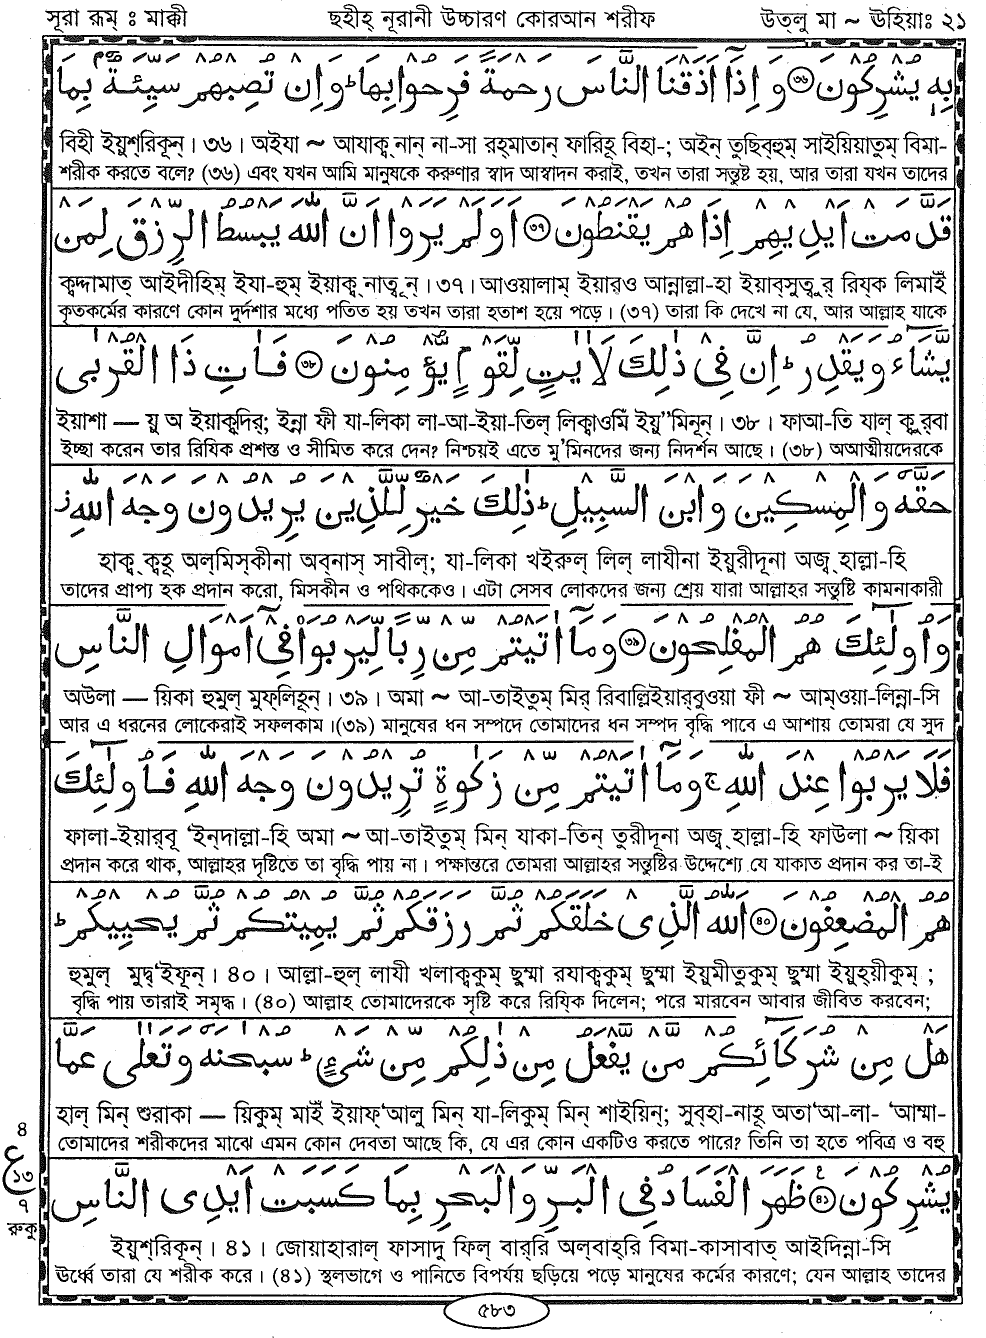 সূরা রূম্ ঃ মাক্কী
ছহীহ্ নূরানী উচ্চারণ কোরআন শরীফ
উত্লু মা ~ ঊহিয়াঃ ২১
بِهٖ يُشْرِكُوْنَ ﴿٣٥﴾ وَ اِذَاۤ اَذَقْنَا النَّاسَ رَحْمَةً فَرِحُوْا بِهَاؕ وَاِنْ تُصِبْهُمْ سَيِّئَةٌۢ بِمَا
বিহী ইয়ুশ্রিকূন্ । ৩৬ । অইযা ~ আযাক্ব্ নান্ না-সা রহ্মাতান্ ফারিহূ বিহা-; অইন্ তুছিব্হুম্ সাইয়িয়াতুম্ বিমা-
শরীক করতে বলে? (৩৬) এবং যখন আমি মানুষকে করুণার স্বাদ আস্বাদন করাই, তখন তারা সন্তুষ্ট হয়, আর তারা যখন তাদের
قَدَّمَتْ اَيْدِيْهِمْ اِذَا هُمْ يَقْنَطُوْنَ ﴿٣٦﴾ اَوَلَمْ يَرَوْا اَنَّ اللّٰهَ يَبْسُطُ الرِّزْقَ لِمَنْ
ক্বদ্দামাত্ আইদীহিম্ ইযা-হুম্ ইয়াক্ব্ নাত্বূন্ । ৩৭ । আওয়ালাম্ ইয়ারও আন্নাল্লা-হা ইয়াব্সুত্বুর্ রিয্ক্ব লিমাইঁ
কৃতকর্মের কারণে কোন দুর্দশার মধ্যে পতিত হয় তখন তারা হতাশ হয়ে পড়ে । (৩৭) তারা কি দেখে না যে, আর আল্লাহ যাকে
يَّشَآءُ وَيَقْدِرُؕ اِنَّ فِيْ ذٰلِكَ لَاٰيٰتٍ لِّقَوْمٍ يُّؤْمِنُوْنَ ﴿٣٧﴾ فَاٰتِ ذَا الْقُرْبٰى
ইয়াশা — য়ু অ ইয়াক্বদির্; ইন্না ফী যা-লিকা লা-আ-ইয়া-তিল্ লিক্বাওমিঁ ইয়ু"মিনূন্ । ৩৮ । ফাআ-তি যাল্ ক্বুর্বা
ইচ্ছা করেন তার রিযিক প্রশস্ত ও সীমিত করে দেন? নিশ্চয়ই এতে মু'মিনদের জন্য নিদর্শন আছে । (৩৮) অআত্মীয়দেরকে
حَقَّهٗ وَالْمِسْكِيْنَ وَابْنَ السَّبِيْلِؕ ذٰلِكَ خَيْرٌ لِّلَّذِيْنَ يُرِيْدُوْنَ وَجْهَ اللّٰهِز
হাক্ব্ ক্বহূ অল্মিস্কীনা অব্নাস্ সাবীল্; যা-লিকা খইরুল্ লিল্ লাযীনা ইয়ুরীদূনা অজ্ব্ হাল্লা-হি
তাদের প্রাপ্য হক প্রদান করো, মিসকীন ও পথিককেও । এটা সেসব লোকদের জন্য শ্রেয় যারা আল্লাহর সন্তুষ্টি কামনাকারী
وَاُولٰٓئِكَ هُمُ الْمُفْلِحُوْنَ ﴿٣٨﴾ وَمَاۤ اٰتَيْتُمْ مِّنْ رِّبًا لِّيَرْبُوَا۟ فِيْۤ اَمْوَالِ النَّاسِ
অউলা — য়িকা হুমুল্ মুফ্লিহূন্ । ৩৯ । অমা ~ আ-তাইতুম্ মির্ রিবাল্লিইয়ার্বুওয়া ফী ~ আম্ওয়া-লিন্না-সি
আর এ ধরনের লোকেরাই সফলকাম ।(৩৯) মানুষের ধন সম্পদে তোমাদের ধন সম্পদ বৃদ্ধি পাবে এ আশায় তোমরা যে সুদ
فَلَا يَرْبُوْا عِنْدَ اللّٰهِۚ وَمَاۤ اٰتَيْتُمْ مِّنْ زَكٰوةٍ تُرِيْدُوْنَ وَجْهَ اللّٰهِ فَاُولٰٓئِكَ
ফালা-ইয়ার্বূ 'ইন্দাল্লা-হি অমা ~ আ-তাইতুম্ মিন্ যাকা-তিন্ তুরীদূনা অজ্ব্ হাল্লা-হি ফাউলা ~ য়িকা
প্রদান করে থাক, আল্লাহর দৃষ্টিতে তা বৃদ্ধি পায় না । পক্ষান্তরে তোমরা আল্লাহর সন্তুষ্টির উদ্দেশ্যে যে যাকাত প্রদান কর তা-ই
هُمُ الْمُضْعِفُوْنَ ﴿٣٩﴾ اَللّٰهُ الَّذِيْ خَلَقَكُمْ ثُمَّ رَزَقَكُمْ ثُمَّ يُمِيْتُكُمْ ثُمَّ يُحْيِيْكُمْؕ
হুমুল্ মুদ্ব্'ইফূন্ । ৪০ । আল্লা-হুল্ লাযী খলাক্বকুম্ ছুম্মা রযাক্বকুম্ ছুম্মা ইয়ুমীতুকুম্ ছুম্মা ইয়ুহ্য়ীকুম্ ;
বৃদ্ধি পায় তারাই সমৃদ্ধ । (৪০) আল্লাহ তোমাদেরকে সৃষ্টি করে রিয্িক দিলেন; পরে মারবেন আবার জীবিত করবেন;
هَلْ مِنْ شُرَكَآئِكُمْ مَّنْ يَّفْعَلُ مِنْ ذٰلِكُمْ مِّنْ شَيْءٍؕ سُبْحٰنَهٗ وَتَعٰلٰى عَمَّا
হাল্ মিন্ শুরাকা — য়িকুম্ মাইঁ ইয়াফ্'আলু মিন্ যা-লিকুম্ মিন্ শাইয়িন্; সুব্হা-নাহূ অতা'আ-লা- 'আম্মা-
তোমাদের শরীকদের মাঝে এমন কোন দেবতা আছে কি, যে এর কোন একটিও করতে পারে? তিনি তা হতে পবিত্র ও বহু
يُشْرِكُوْنَ ﴿٤٠﴾ ظَهَرَ الْفَسَادُ فِي الْبَرِّ وَالْبَحْرِ بِمَا كَسَبَتْ اَيْدِي النَّاسِ
ইয়ুশ্রিকূন্ । ৪১ । জোয়াহারাল্ ফাসাদু ফিল্ বার্রি অল্বাহ্রি বিমা-কাসাবাত্ আইদিন্না-সি
ঊর্ধ্বে তারা যে শরীক করে । (৪১) স্থলভাগে ও পানিতে বিপর্যয় ছড়িয়ে পড়ে মানুষের কর্মের কারণে; যেন আল্লাহ তাদের
৪
ع
১৩
৭
রুকূ
৫৮৩